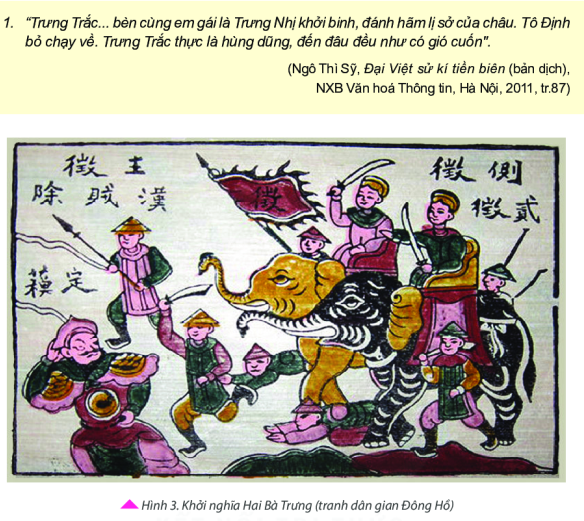 1. “Trưng Trắc... bèn cùng em gái là Trưng Nhị khởi binh, đánh hãm lị sở của châu. Tô Định
bỏ chạy về. Trưng Trắc thực là hùng dũng, đến đâu đều như có gió cuốn".
(Ngô Thì Sỹ, Đại Việt sử kí tiền biên (bản dịch),
NXB Văn hoá Thông tin, Hà Nội, 2011, tr.87)
徵 主
除 賊 漢
蘓 定
徵
徵 側
徵 貳
Hình 3. Khởi nghĩa Hai Bà Trưng (tranh dân gian Đông Hồ)